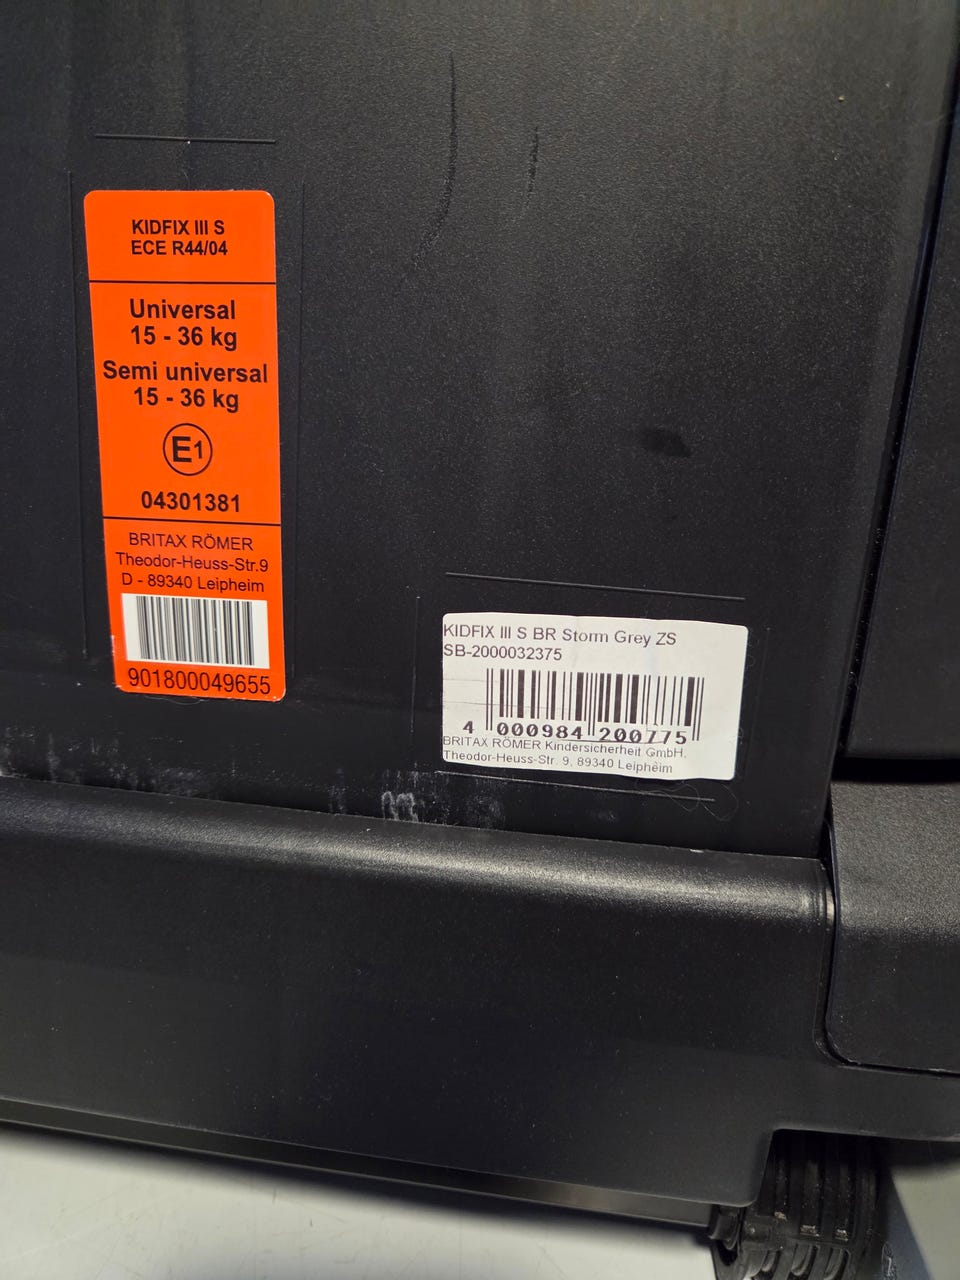 KIDFIX III S
ECE R44/04
Universal
15 - 36 kg
Semi universal
15 - 36 kg
E1
04301381
BRITAX RÖMER
Theodor-Heuss-Str.9
D - 89340 Leipheim
901800049655
KIDFIX III S BR Storm Grey ZS
SB-2000032375
4 000984 200775
BRITAX RÖMER Kindersicherheit GmbH,
Theodor-Heuss-Str. 9, 89340 Leipheim